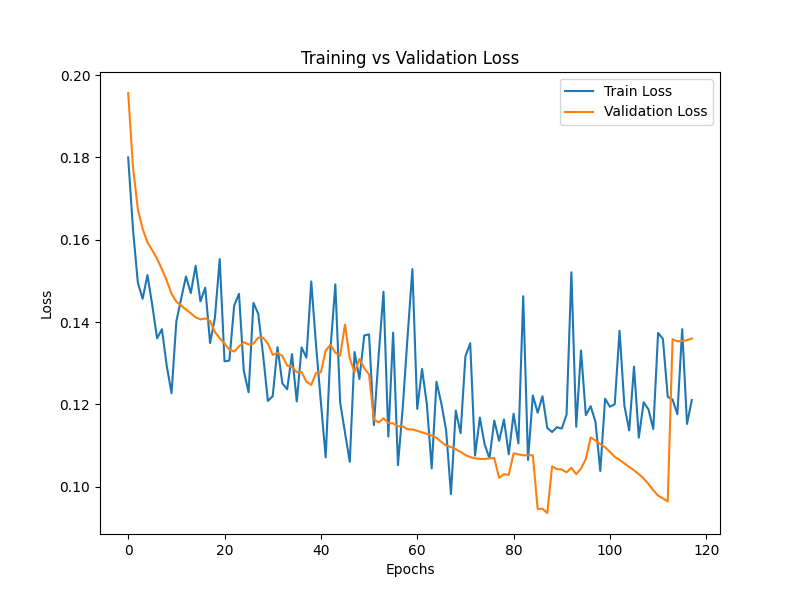 Training vs Validation Loss
Train Loss
Validation Loss
0.20
0.18
0.16
0.14
0.12
0.10
Loss
0 20 40 60 80 100 120
Epochs